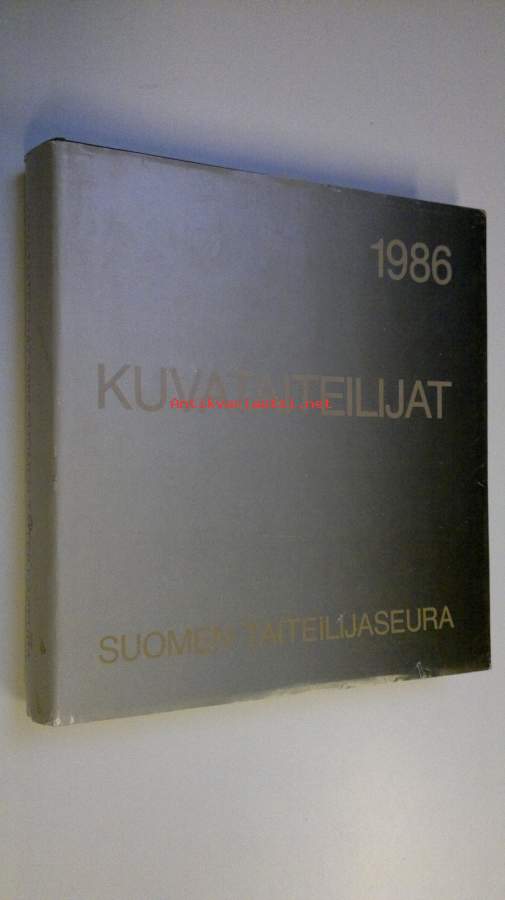 1986
KUVATAITEILIJAT
Antikvariaatti.net
SUOMEN TAITEILIJASEURA